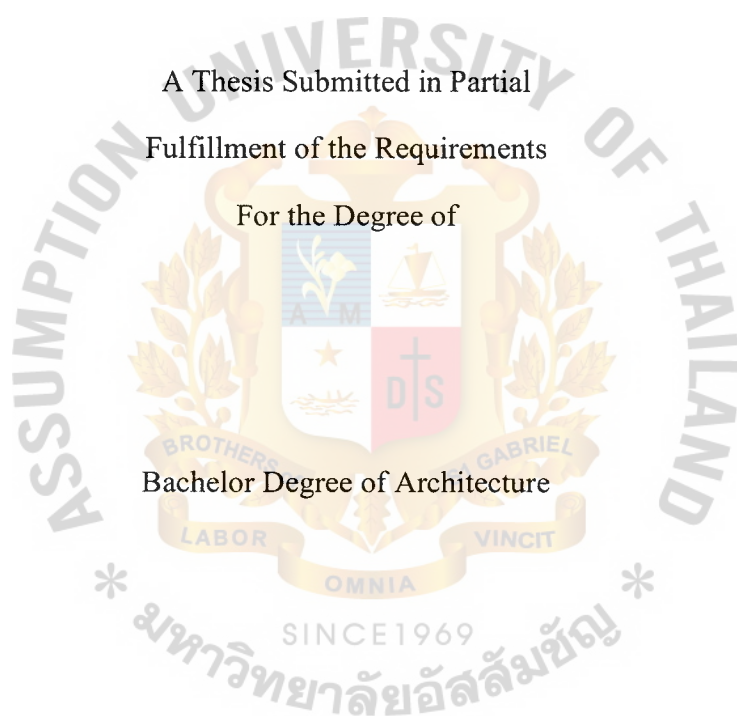 ASSUMPTION UNIVERSITY OF THAILAND
A Thesis Submitted in Partial
Fulfillment of the Requirements
For the Degree of
A M
D S
BROTHERS OF ST GABRIEL
Bachelor Degree of Architecture
LABOR
VINCIT
OMNIA
SINCE1969
* มหาวิทยาลัยอัสสัมชัญ *